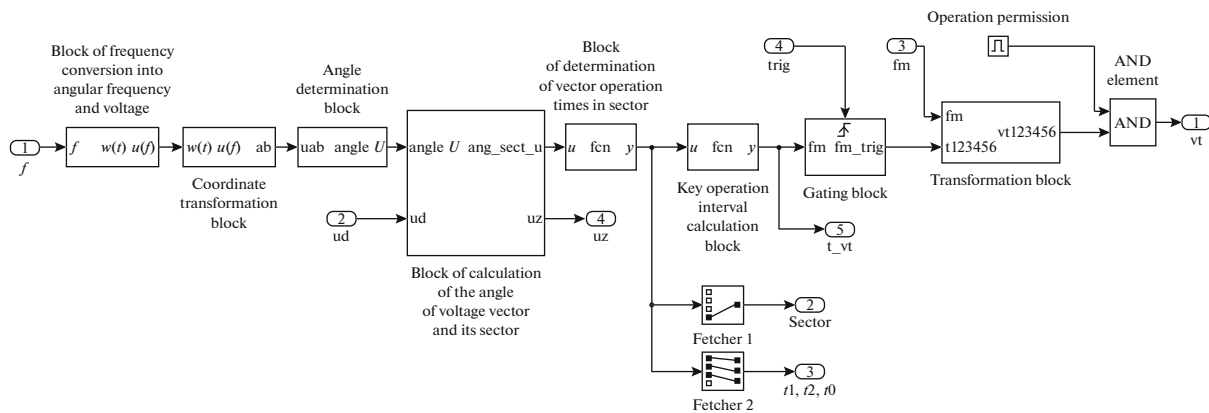 Operation permission
Block of frequency
conversion into
angular frequency
and voltage
Angle
determination
block
Block
of determination
of vector operation
times in sector
4
trig
3
fm
AND
element
1
f
f w(t) u(f)
w(t) u(f) ab
uab angle U
angle U ang_sect_u
ud uz
u fcn y
u fcn y
fm fm_trig
fm
vt123456
t123456
AND
1
vt
Coordinate
transformation
block
2
ud
4
uz
Key operation
interval
calculation
block
Gating block
Transformation block
5
t_vt
Block of calculation
of the angle
of voltage vector
and its sector
2
Sector
Fetcher 1
3
t1, t2, t0
Fetcher 2